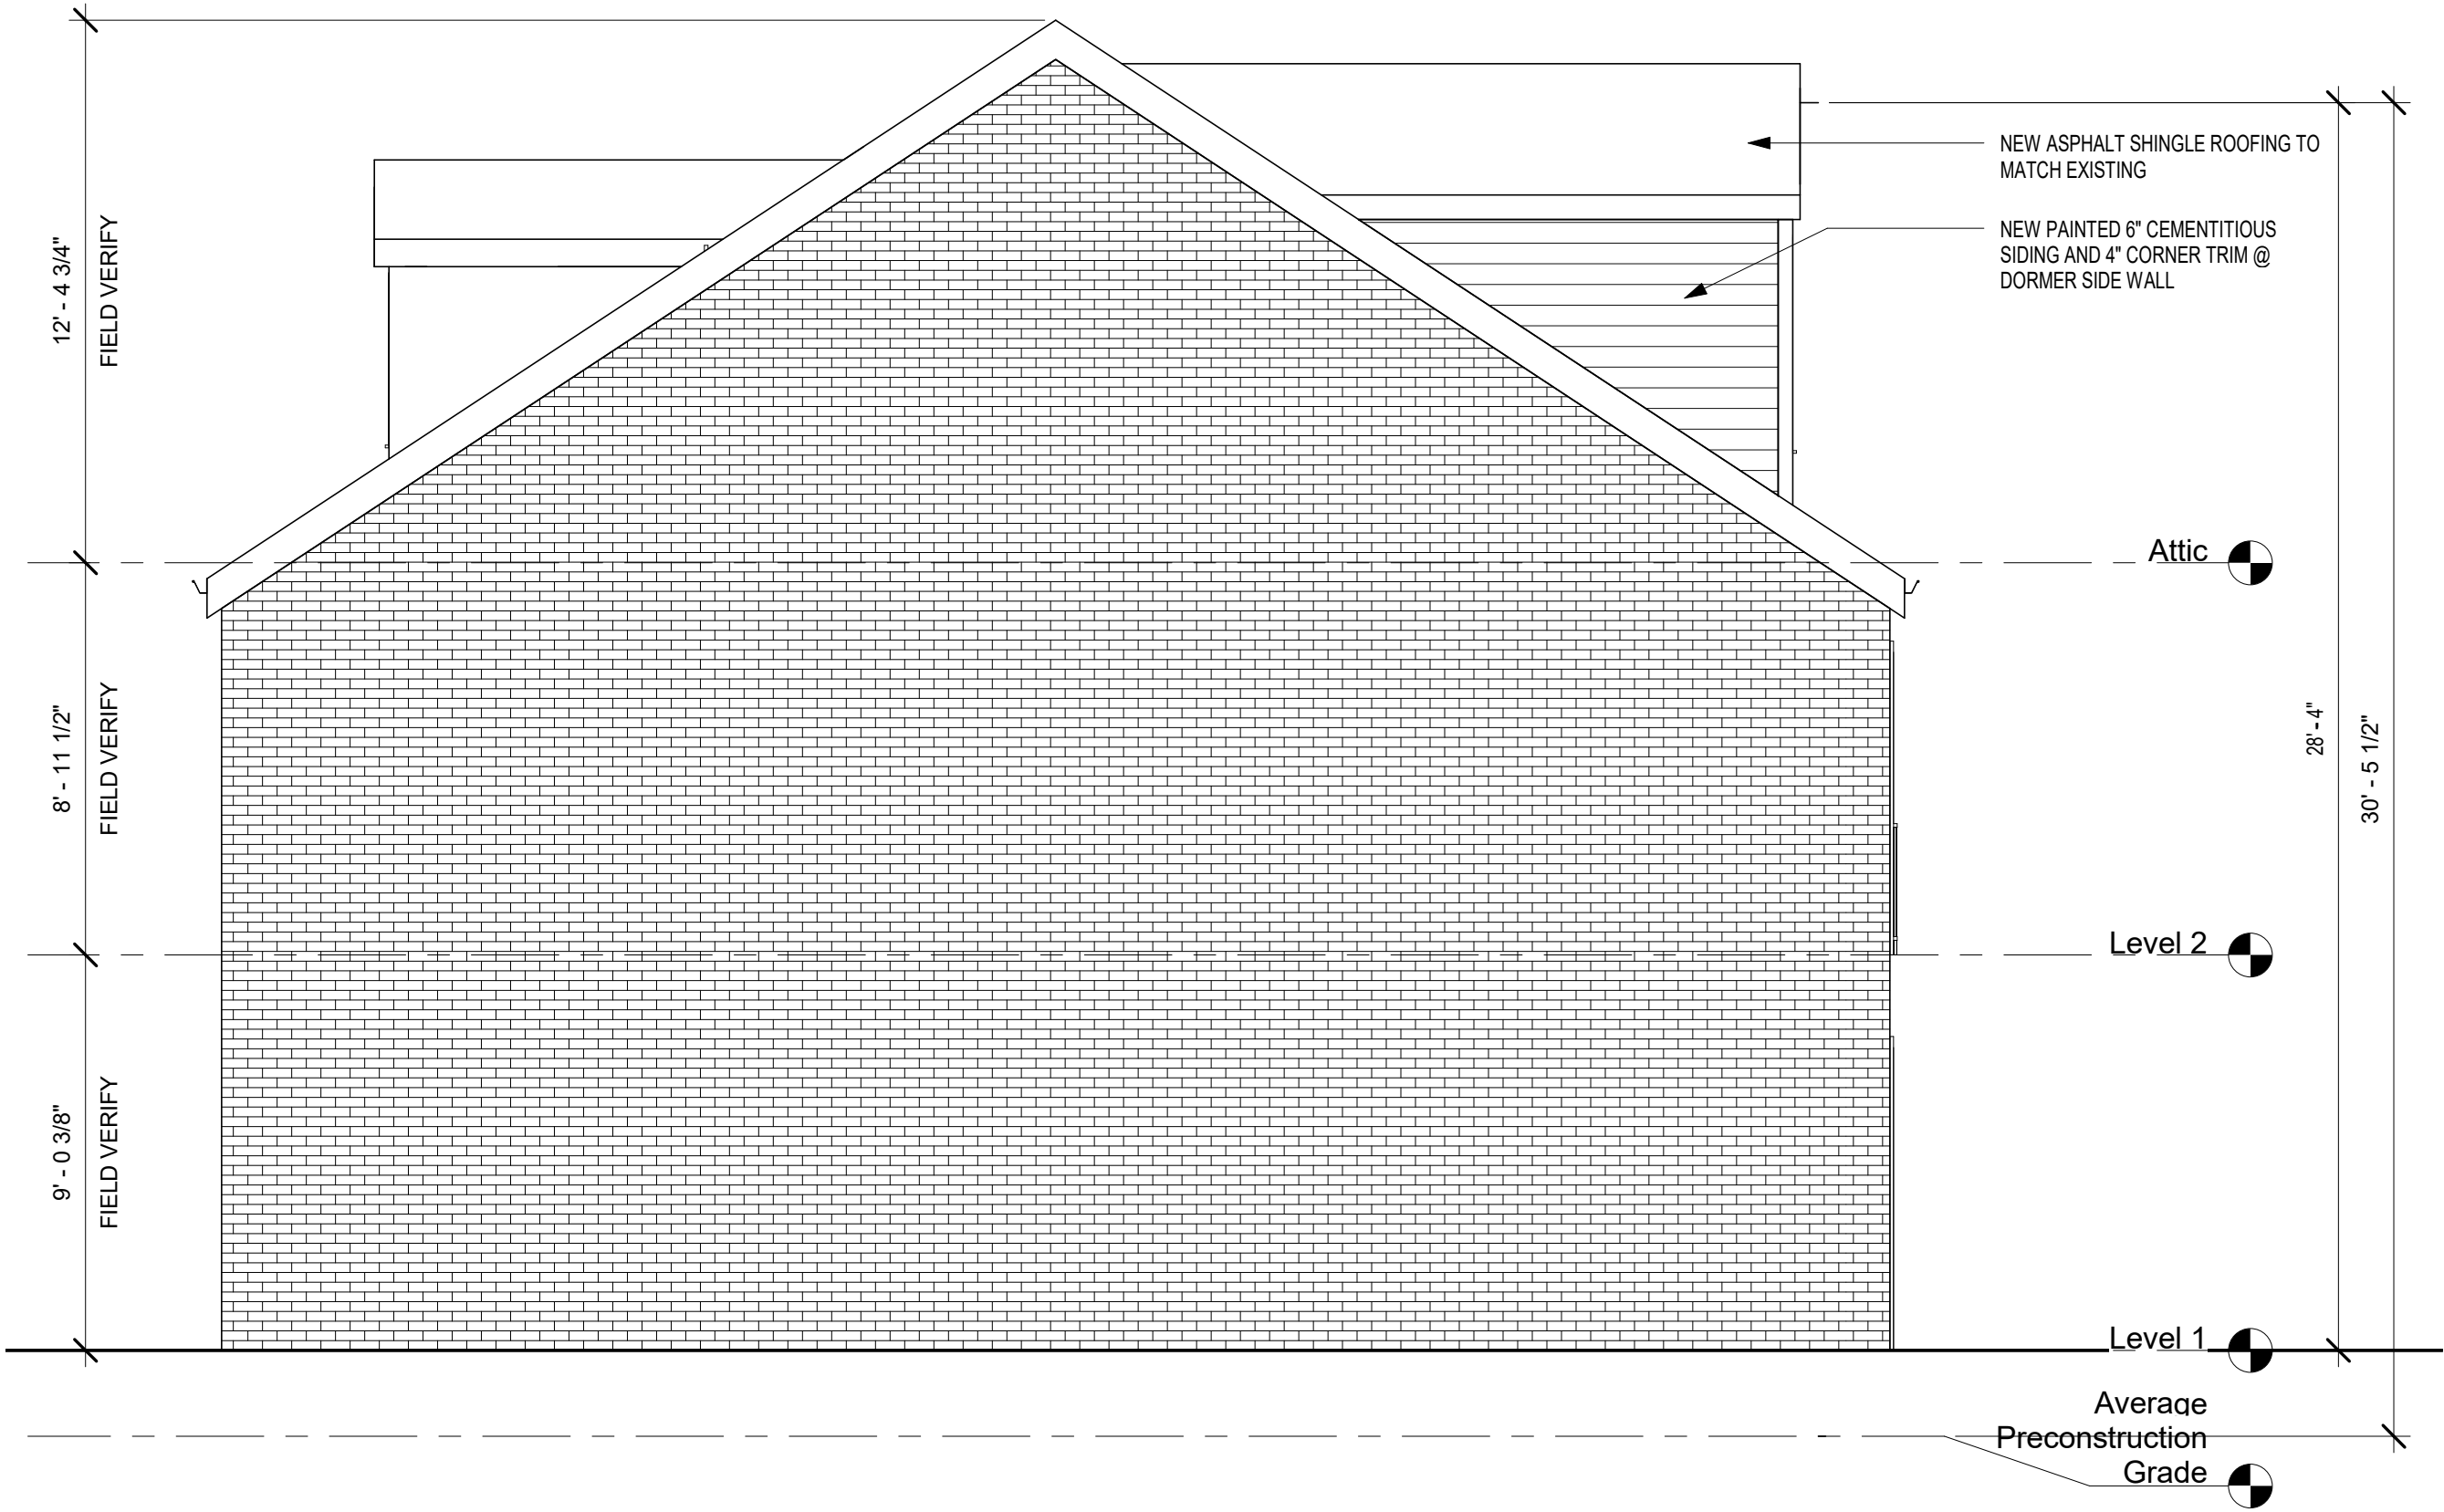 NEW ASPHALT SHINGLE ROOFING TO
MATCH EXISTING
NEW PAINTED 6" CEMENTITIOUS
SIDING AND 4" CORNER TRIM @
DORMER SIDE WALL
12' - 4 3/4"
FIELD VERIFY
8' - 11 1/2"
FIELD VERIFY
9' - 0 3/8"
FIELD VERIFY
Attic
Level 2
Level 1
Average
Preconstruction
Grade
28' - 4"
30' - 5 1/2"